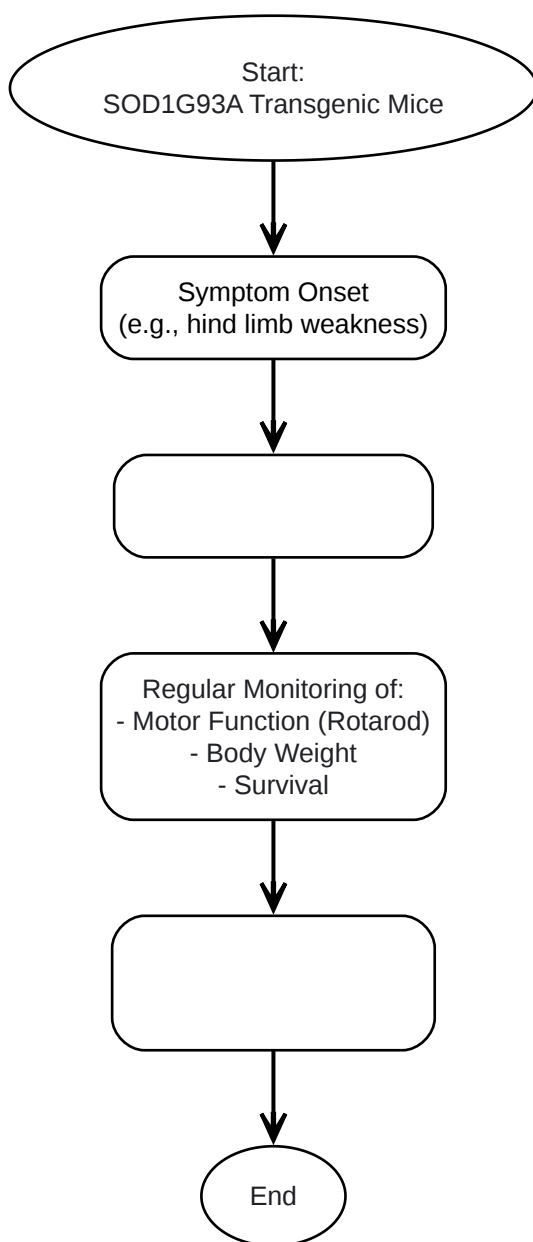 Start:
SOD1G93A Transgenic Mice
Symptom Onset
(e.g., hind limb weakness)
Regular Monitoring of:
- Motor Function (Rotarod)
- Body Weight
- Survival
End